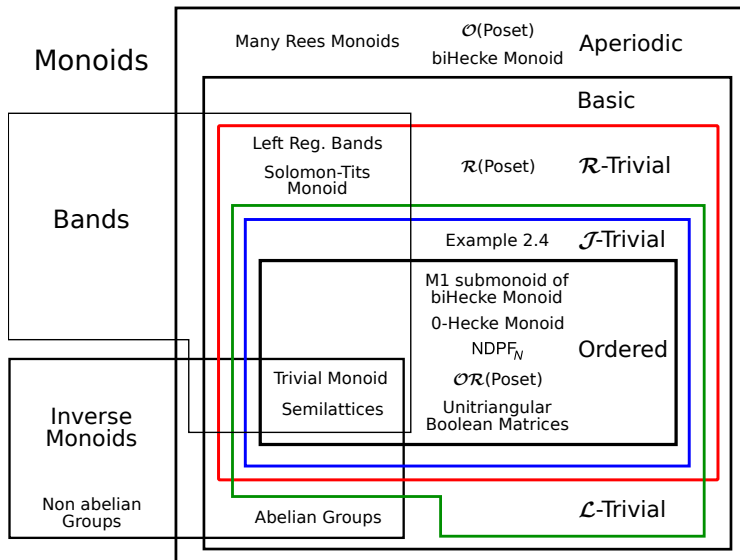 Many Rees Monoids
𝒪(Poset)
biHecke Monoid
Aperiodic
Monoids
Basic
Left Reg. Bands
Solomon-Tits
Monoid
ℛ(Poset)
ℛ-Trivial
Bands
Example 2.4
𝒥-Trivial
M1 submonoid of
biHecke Monoid
0-Hecke Monoid
NDPF_N
Ordered
Trivial Monoid
𝒪ℛ(Poset)
Semilattices
Unitriangular
Boolean Matrices
Inverse
Monoids
Non abelian
Groups
Abelian Groups
ℒ-Trivial